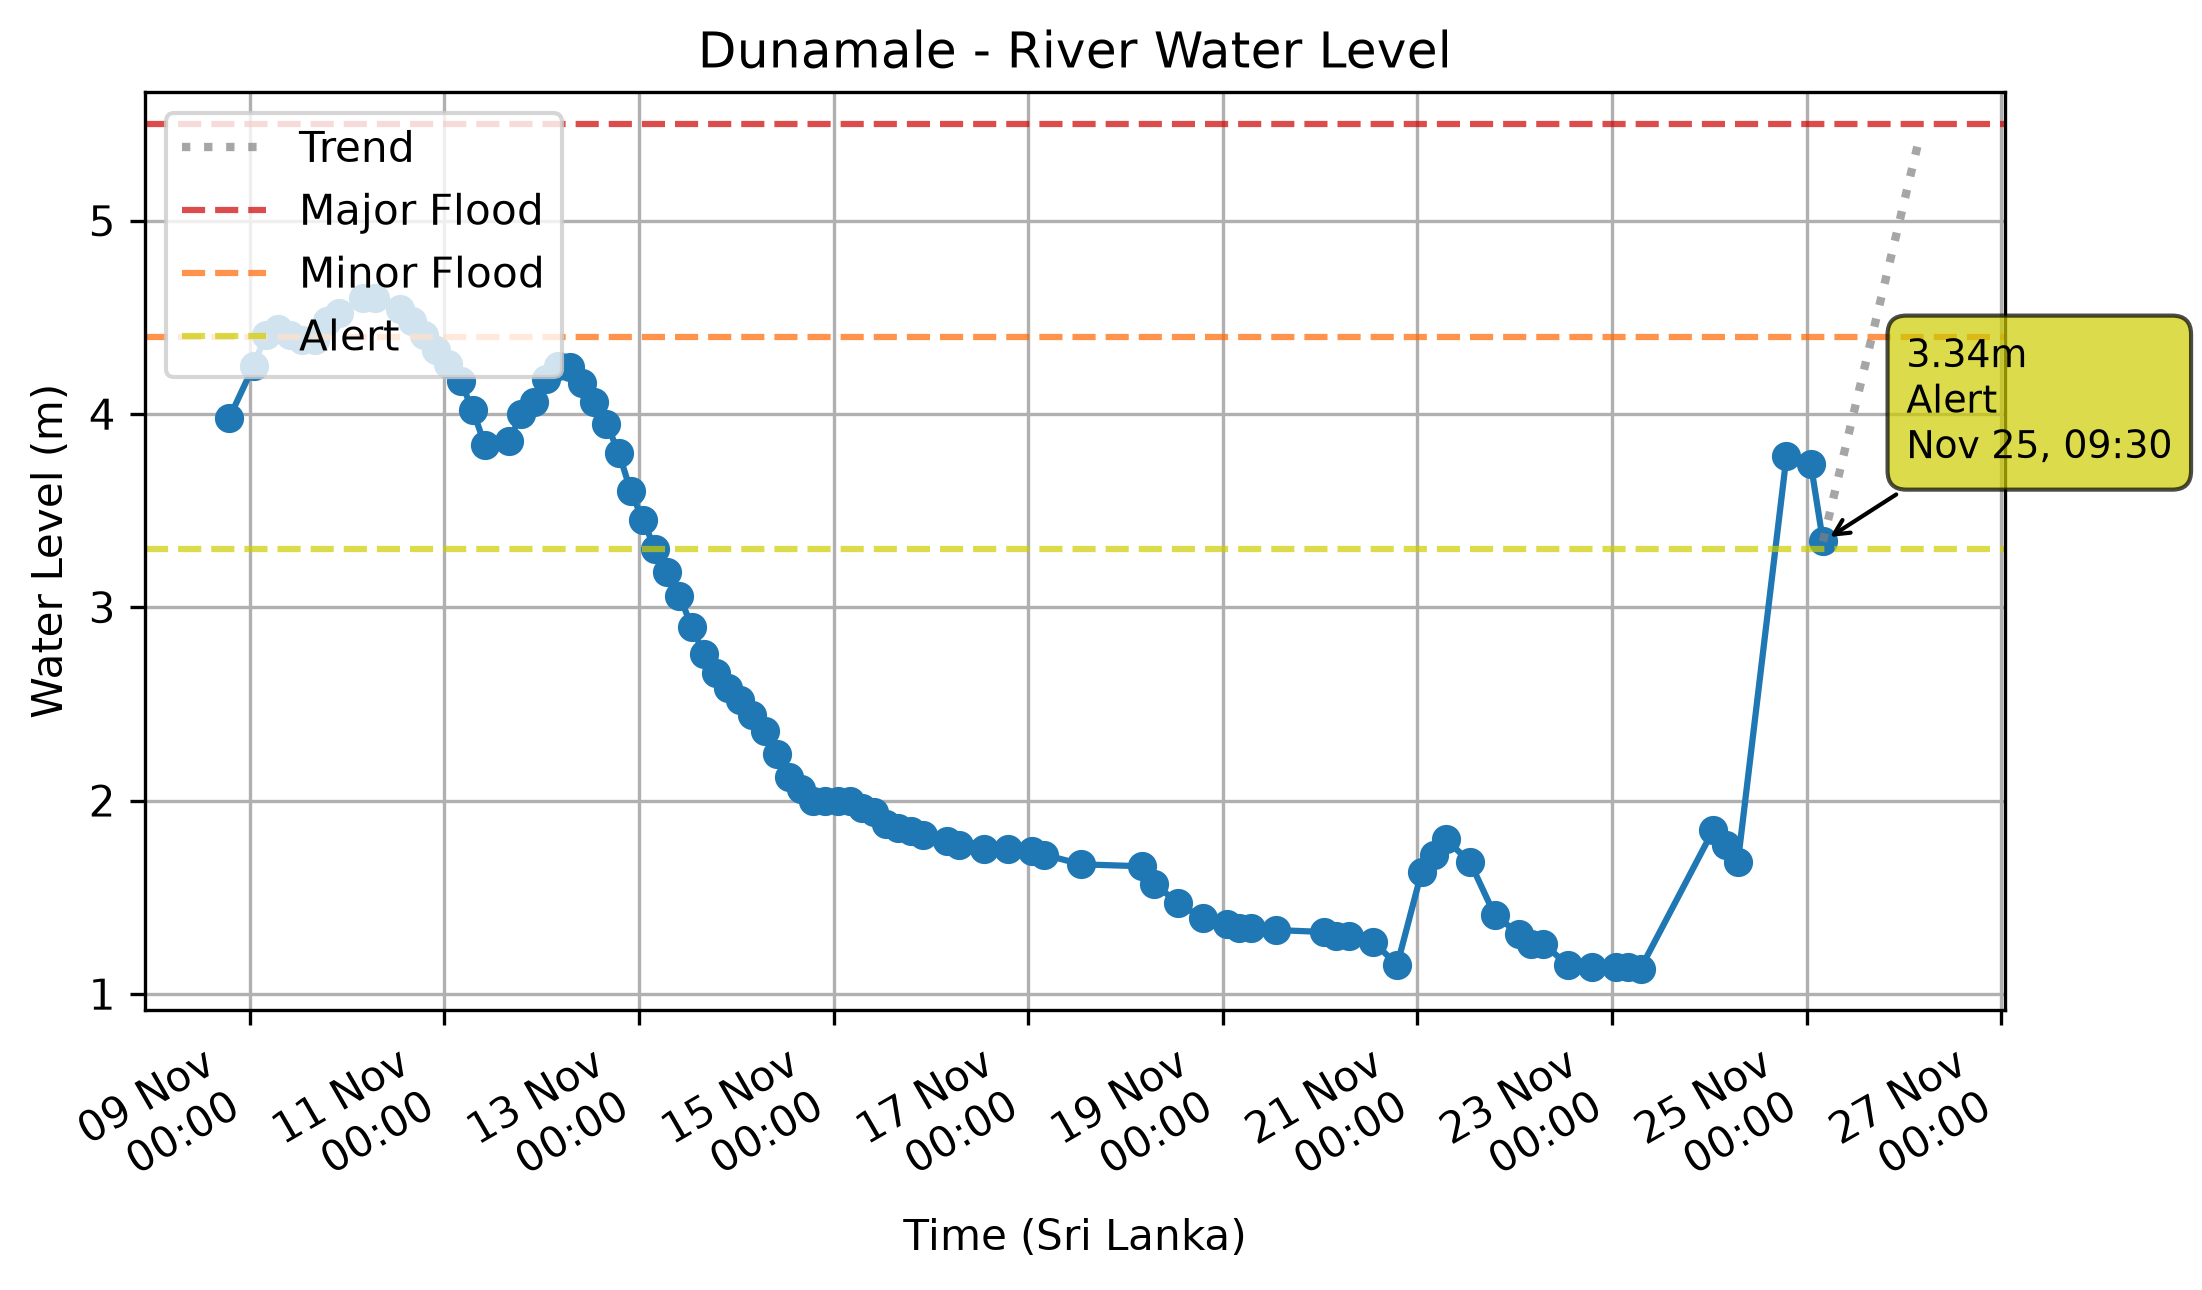 Dunamale - River Water Level
Trend
Major Flood
Minor Flood
Alert
3.34m
Alert
Nov 25, 09:30
Water Level (m)
5
4
3
2
1
09 Nov
00:00
11 Nov
00:00
13 Nov
00:00
15 Nov
00:00
17 Nov
00:00
19 Nov
00:00
21 Nov
00:00
23 Nov
00:00
25 Nov
00:00
27 Nov
00:00
Time (Sri Lanka)